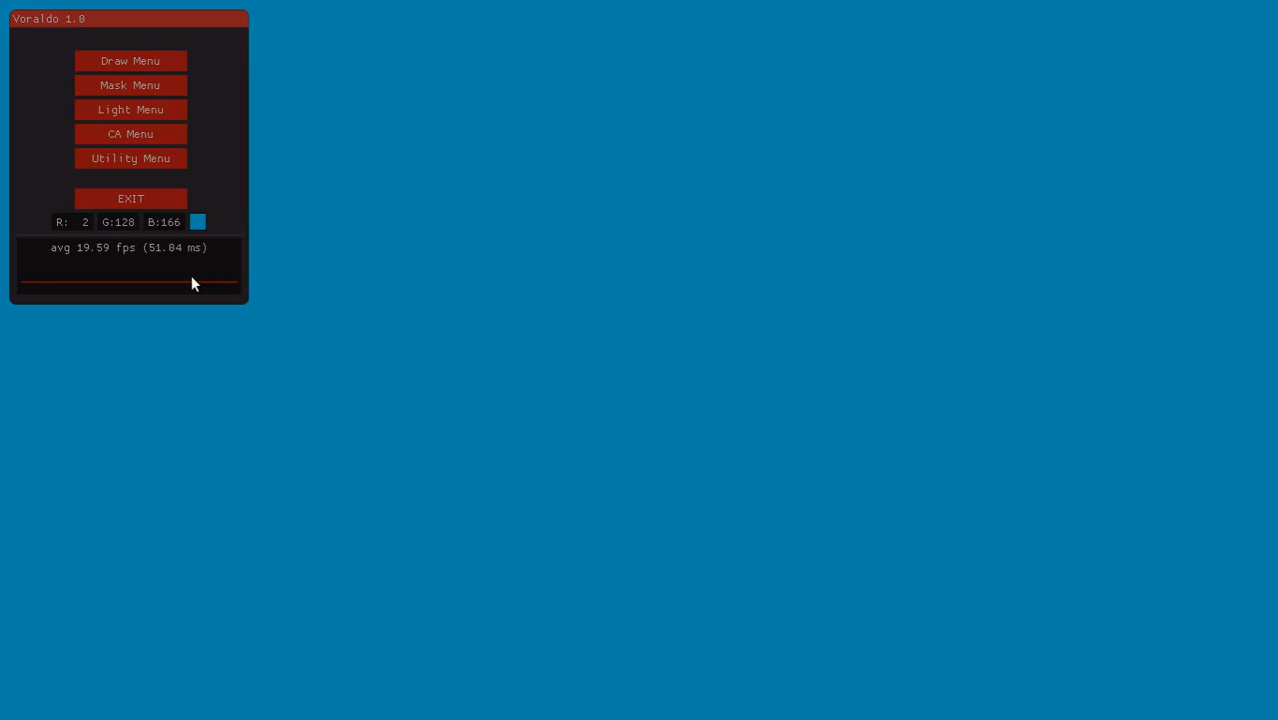 Voraldo 1.0
Draw Menu
Mask Menu
Light Menu
CA Menu
Utility Menu
EXIT
R: 2 G:128 B:166
avg 19.59 fps (51.04 ms)